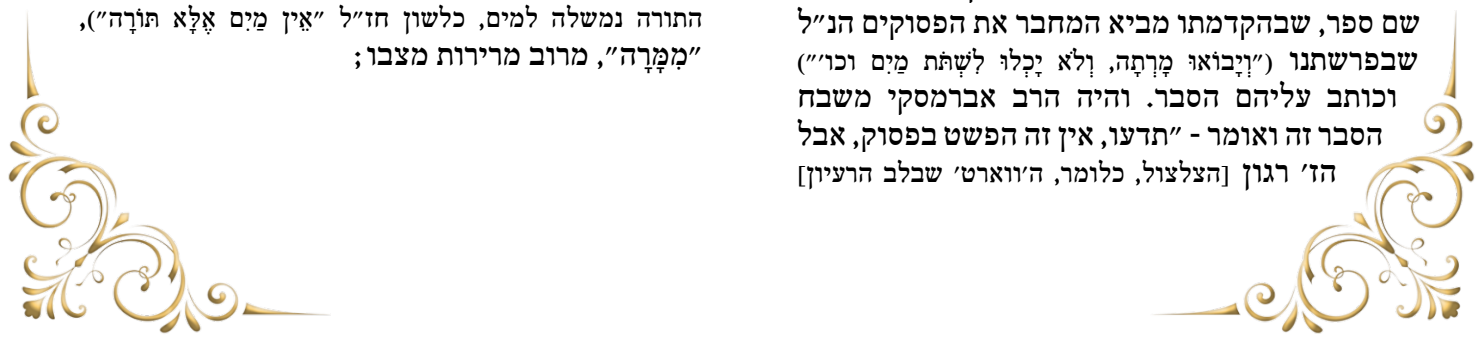 שם ספר, שבהקדמתו מביא המחבר את הפסוקים הנ״ל
שבפרשתנו (״וַיָּבוֹאוּ מָרָתָה, וְלֹא יָכְלוּ לִשְׁתֹּת מַיִם וכו׳״)
וכותב עליהם הסבר. והיה הרב אברמסקי משבח
הסבר זה ואומר - ״תדעו, אין זה הפשט בפסוק, אבל
הז׳ רגון [הצלצול, כלומר, ה׳ווארט׳ שבלב הרעיון]
התורה נמשלה למים, כלשון חז״ל ״אֵין מַיִם אֶלָּא תּוֹרָה״),
״מִמָּרָה״, מרוב מרירות מצבו;